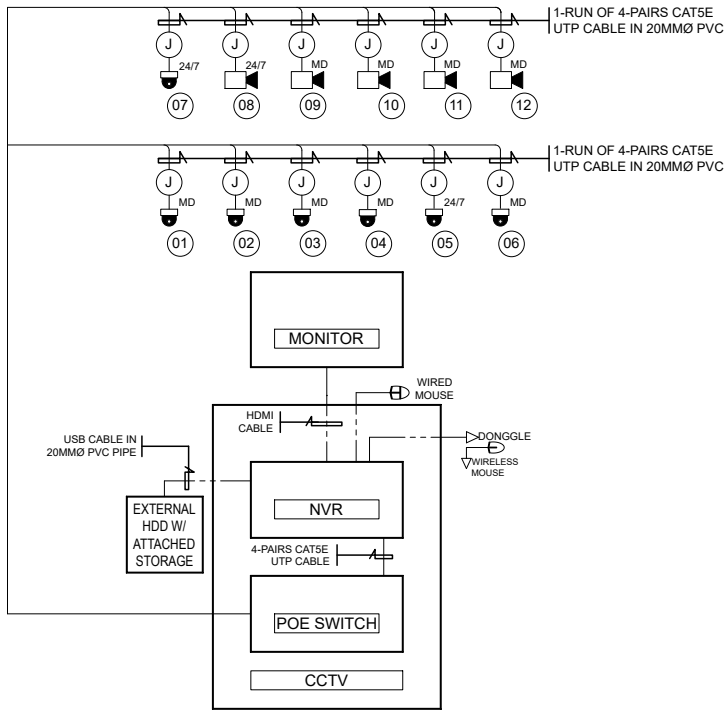 1-RUN OF 4-PAIRS CAT5E
UTP CABLE IN 20MMØ PVC
J J J J J J
24/7 24/7 MD MD MD MD
07 08 09 10 11 12
1-RUN OF 4-PAIRS CAT5E
UTP CABLE IN 20MMØ PVC
J J J J J J
MD MD MD MD 24/7 MD
01 02 03 04 05 06
MONITOR
WIRED
MOUSE
HDMI
CABLE
USB CABLE IN
20MMØ PVC PIPE
DONGGLE
WIRELESS
MOUSE
EXTERNAL
HDD W/
ATTACHED
STORAGE
NVR
4-PAIRS CAT5E
UTP CABLE
POE SWITCH
CCTV